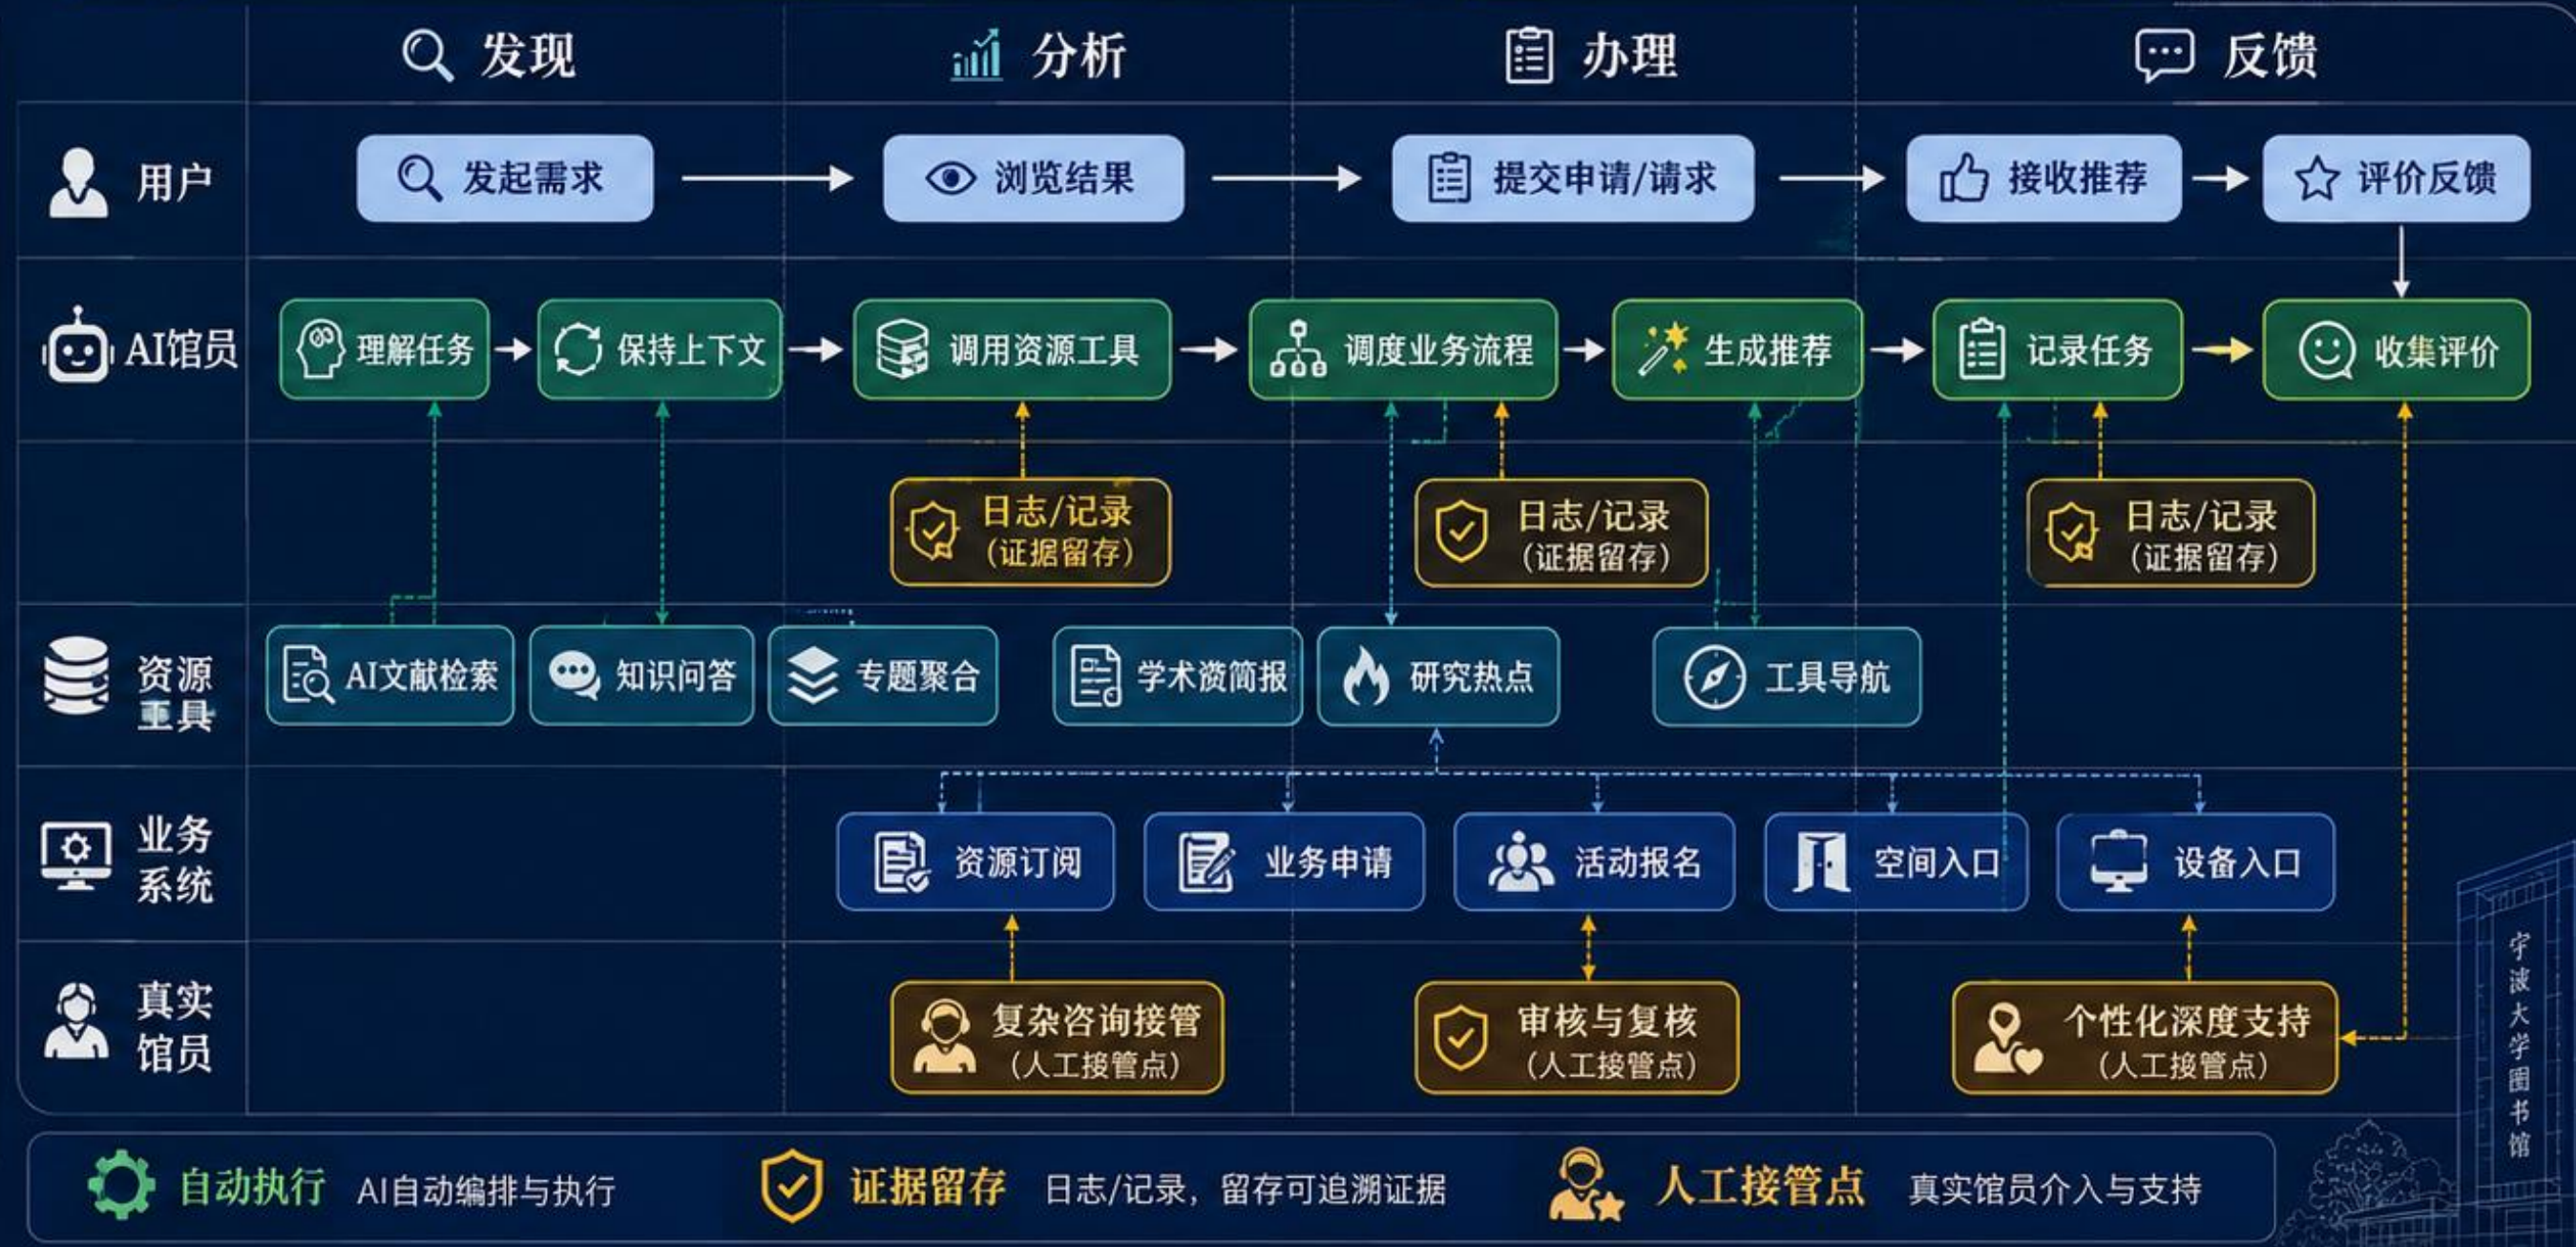 发现
分析
办理
反馈
用户
发起需求
浏览结果
提交申请/请求
接收推荐
评价反馈
AI馆员
理解任务
保持上下文
调用资源工具
调度业务流程
生成推荐
记录任务
收集评价
日志/记录
(证据留存)
日志/记录
(证据留存)
日志/记录
(证据留存)
资源
工具
AI文献检索
知识问答
专题聚合
学术资简报
研究热点
工具导航
业务
系统
资源订阅
业务申请
活动报名
空间入口
设备入口
真实
馆员
复杂咨询接管
(人工接管点)
审核与复核
(人工接管点)
个性化深度支持
(人工接管点)
自动执行 AI自动编排与执行
证据留存 日志/记录，留存可追溯证据
人工接管点 真实馆员介入与支持
宁波大学图书馆